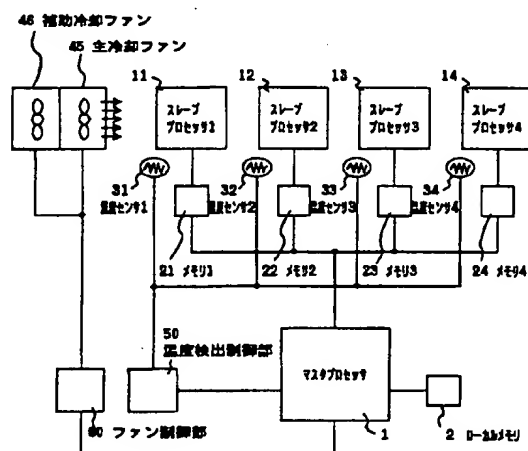 46 補助冷却ファン
45 主冷却ファン
11
12
13
14
スレーブ
プロセッサ1
スレーブ
プロセッサ2
スレーブ
プロセッサ3
スレーブ
プロセッサ4
31
温度センサ1
32
温度センサ2
33
温度センサ3
34
温度センサ4
21 メモリ1
22 メモリ2
23 メモリ3
24 メモリ4
50
温度検出制御部
マスタプロセッサ
60 ファン制御部
1
2 ローカルメモリ